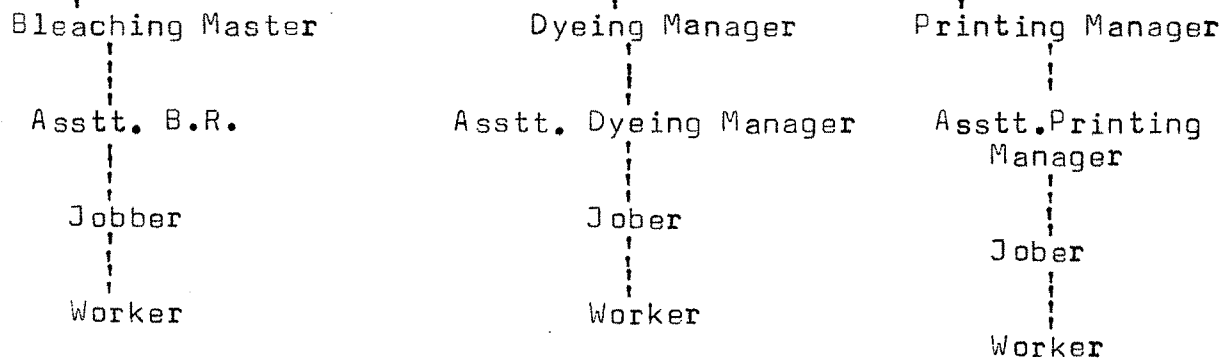 Bleaching Master
Dyeing Manager
Printing Manager
Asstt. B.R.
Asstt. Dyeing Manager
Asstt.Printing
Manager
Jobber
Jober
Jober
Worker
Worker
Worker